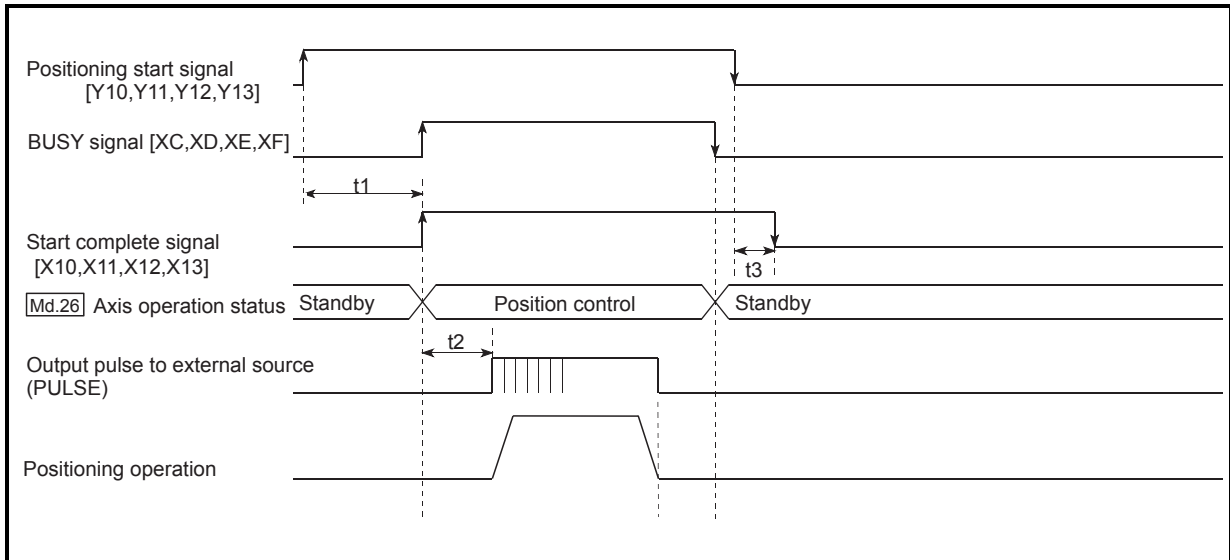 Positioning start signal
[Y10,Y11,Y12,Y13]
BUSY signal [XC,XD,XE,XF]
t1
Start complete signal
[X10,X11,X12,X13]
t3
Md.26 Axis operation status Standby Position control Standby
t2
Output pulse to external source
(PULSE)
Positioning operation